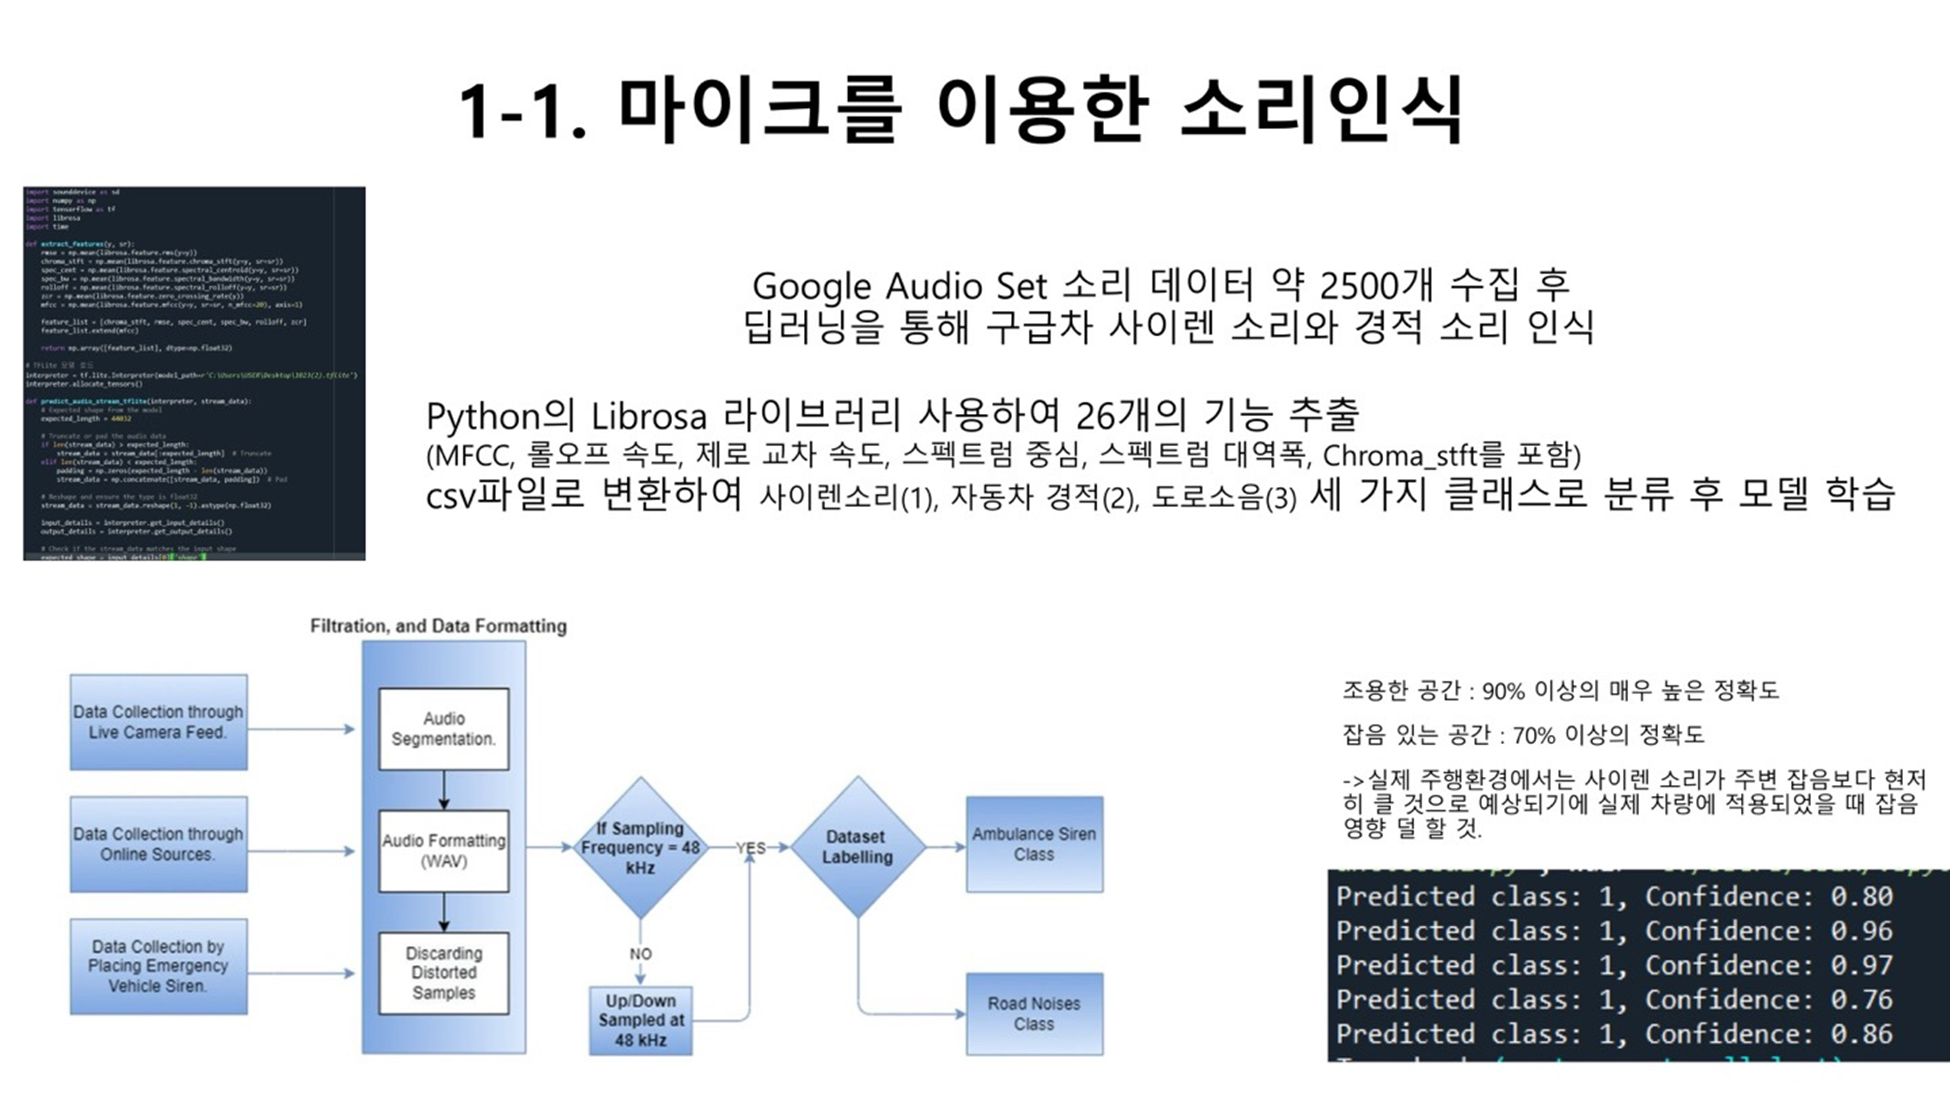 1-1. 마이크를 이용한 소리인식
import sounddevice as sd
import numpy as np
import tensorflow as tf
import librosa
import time
def extract_features(y, sr):
rmse = np.mean(librosa.feature.rms(y=y))
chroma_stft = np.mean(librosa.feature.chroma_stft(y=y, sr=sr))
spec_cent = np.mean(librosa.feature.spectral_centroid(y=y, sr=sr))
spec_bw = np.mean(librosa.feature.spectral_bandwidth(y=y, sr=sr))
rolloff = np.mean(librosa.feature.spectral_rolloff(y=y, sr=sr))
zcr = np.mean(librosa.feature.zero_crossing_rate(y))
mfcc = np.mean(librosa.feature.mfcc(y=y, sr=sr, n_mfcc=20), axis=1)
feature_list = [chroma_stft, rmse, spec_cent, spec_bw, rolloff, zcr]
feature_list.extend(mfcc)
return np.array([feature_list], dtype=np.float32)
# TFLite 모델 로드
interpreter = tf.lite.Interpreter(model_path=r'C:\Users\USER\Desktop\1023(2).tflite')
interpreter.allocate_tensors()
def predict_audio_stream_tflite(interpreter, stream_data):
# Expected shape from the model
expected_length = 44032
# Truncate or pad the audio data
if len(stream_data) > expected_length:
stream_data = stream_data[:expected_length] # Truncate
elif len(stream_data) < expected_length:
padding = np.zeros(expected_length - len(stream_data))
stream_data = np.concatenate([stream_data, padding]) # Pad
# Reshape and ensure the type is float32
stream_data = stream_data.reshape(1, -1).astype(np.float32)
input_details = interpreter.get_input_details()
output_details = interpreter.get_output_details()
# Check if the stream_data matches the input shape
expected_shape = input_details[0]['shape']
Google Audio Set 소리 데이터 약 2500개 수집 후
딥러닝을 통해 구급차 사이렌 소리와 경적 소리 인식
Python의 Librosa 라이브러리 사용하여 26개의 기능 추출
(MFCC, 롤오프 속도, 제로 교차 속도, 스펙트럼 중심, 스펙트럼 대역폭, Chroma_stft를 포함)
csv파일로 변환하여 사이렌소리(1), 자동차 경적(2), 도로소음(3) 세 가지 클래스로 분류 후 모델 학습
Filtration, and Data Formatting
Data Collection through
Live Camera Feed.
Data Collection through
Online Sources.
Data Collection by
Placing Emergency
Vehicle Siren.
Audio
Segmentation.
Audio Formatting
(WAV)
Discarding
Distorted
Samples
If Sampling
Frequency = 48
kHz
YES
NO
Up/Down
Sampled at
48 kHz
Dataset
Labelling
Ambulance Siren
Class
Road Noises
Class
조용한 공간 : 90% 이상의 매우 높은 정확도
잡음 있는 공간 : 70% 이상의 정확도
->실제 주행환경에서는 사이렌 소리가 주변 잡음보다 현저
히 클 것으로 예상되기에 실제 차량에 적용되었을 때 잡음
영향 덜 할 것.
Predicted class: 1, Confidence: 0.80
Predicted class: 1, Confidence: 0.96
Predicted class: 1, Confidence: 0.97
Predicted class: 1, Confidence: 0.76
Predicted class: 1, Confidence: 0.86